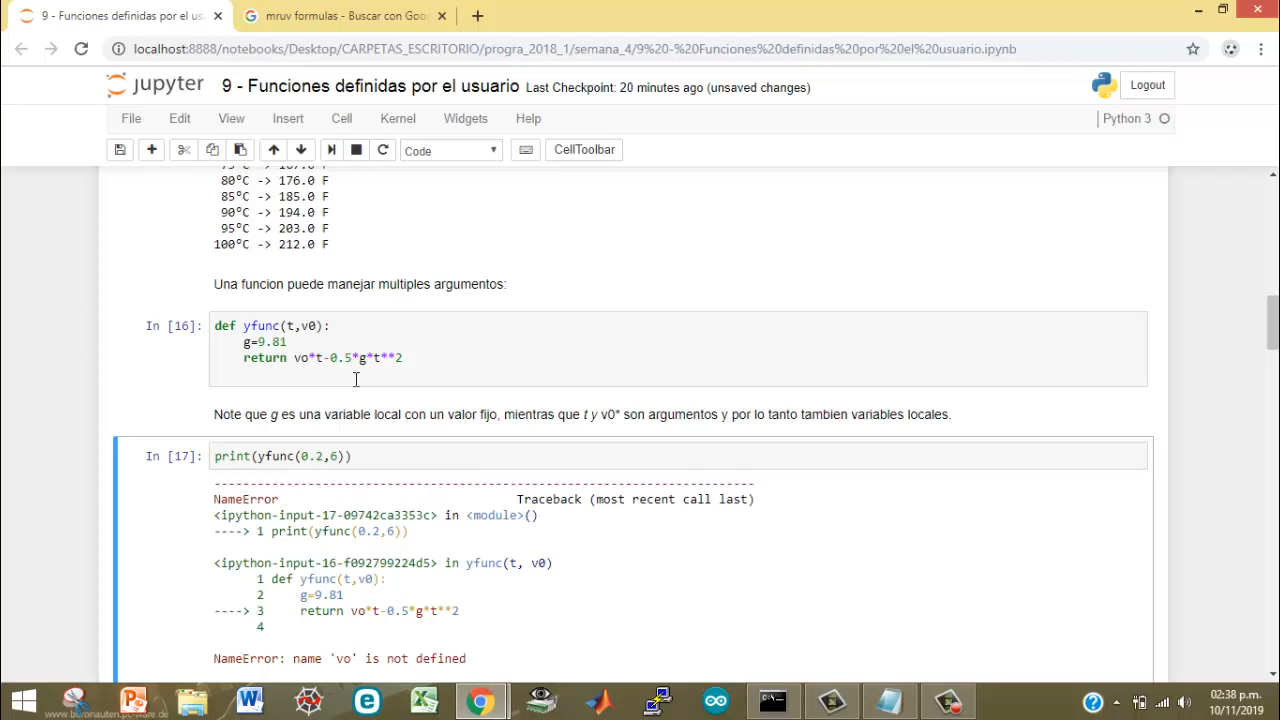 9 - Funciones definidas por el usu
mruv formulas - Buscar con Goo
localhost:8888/notebooks/Desktop/CARPETAS_ESCRITORIO/progra_2018_1/semana_4/9%20-%20Funciones%20definidas%20por%20el%20usuario.ipynb
jupyter 9 - Funciones definidas por el usuario Last Checkpoint: 20 minutes ago (unsaved changes)
Logout
File Edit View Insert Cell Kernel Widgets Help
Python 3
Code
CellToolbar
80ºC -> 176.0 F
85ºC -> 185.0 F
90ºC -> 194.0 F
95ºC -> 203.0 F
100ºC -> 212.0 F
Una funcion puede manejar multiples argumentos:
In [16]: def yfunc(t,v0):
g=9.81
return vo*t-0.5*g*t**2
Note que g es una variable local con un valor fijo, mientras que t y v0* son argumentos y por lo tanto tambien variables locales.
In [17]: print(yfunc(0.2,6))
---------------------------------------------------------------------------
NameError Traceback (most recent call last)
<ipython-input-17-09742ca3353c> in <module>()
----> 1 print(yfunc(0.2,6))
<ipython-input-16-f092799224d5> in yfunc(t, v0)
1 def yfunc(t,v0):
2 g=9.81
----> 3 return vo*t-0.5*g*t**2
4
NameError: name 'vo' is not defined
02:38 p.m.
10/11/2019